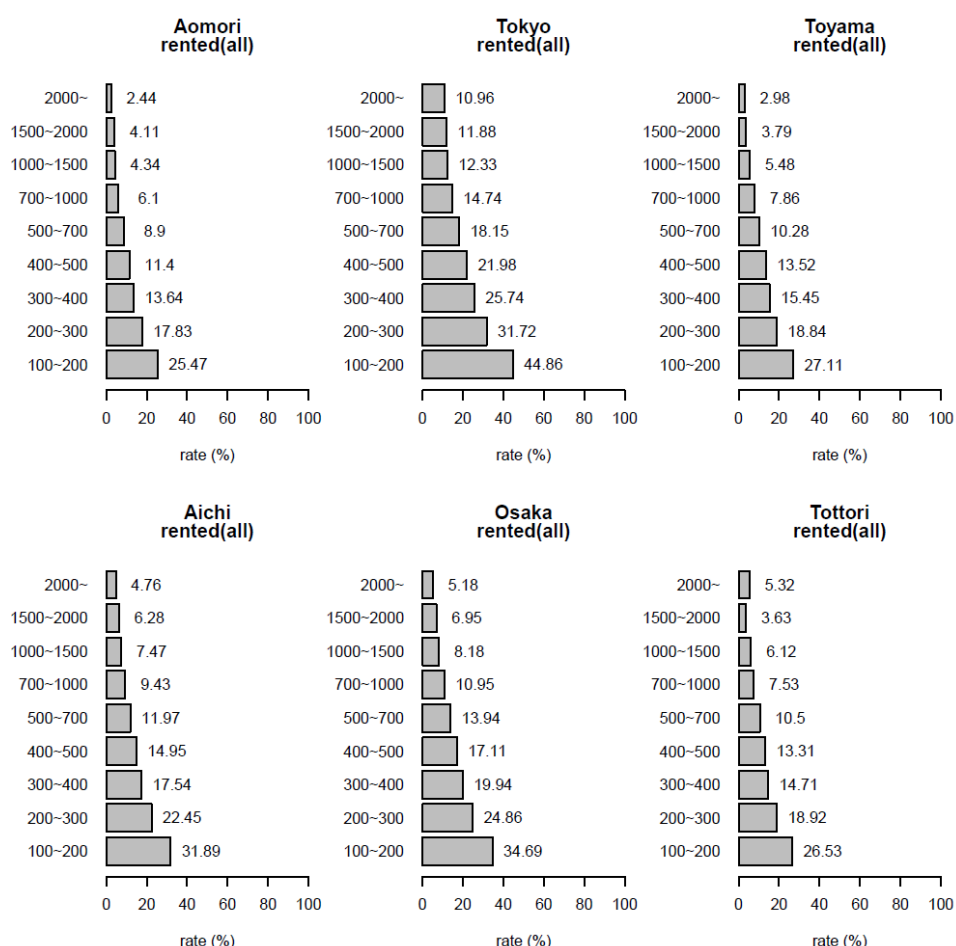 Aomori
rented(all)
2000~ 2.44
1500~2000 4.11
1000~1500 4.34
700~1000 6.1
500~700 8.9
400~500 11.4
300~400 13.64
200~300 17.83
100~200 25.47
0 20 40 60 80 100
rate (%)
Tokyo
rented(all)
2000~ 10.96
1500~2000 11.88
1000~1500 12.33
700~1000 14.74
500~700 18.15
400~500 21.98
300~400 25.74
200~300 31.72
100~200 44.86
0 20 40 60 80 100
rate (%)
Toyama
rented(all)
2000~ 2.98
1500~2000 3.79
1000~1500 5.48
700~1000 7.86
500~700 10.28
400~500 13.52
300~400 15.45
200~300 18.84
100~200 27.11
0 20 40 60 80 100
rate (%)
Aichi
rented(all)
2000~ 4.76
1500~2000 6.28
1000~1500 7.47
700~1000 9.43
500~700 11.97
400~500 14.95
300~400 17.54
200~300 22.45
100~200 31.89
0 20 40 60 80 100
rate (%)
Osaka
rented(all)
2000~ 5.18
1500~2000 6.95
1000~1500 8.18
700~1000 10.95
500~700 13.94
400~500 17.11
300~400 19.94
200~300 24.86
100~200 34.69
0 20 40 60 80 100
rate (%)
Tottori
rented(all)
2000~ 5.32
1500~2000 3.63
1000~1500 6.12
700~1000 7.53
500~700 10.5
400~500 13.31
300~400 14.71
200~300 18.92
100~200 26.53
0 20 40 60 80 100
rate (%)